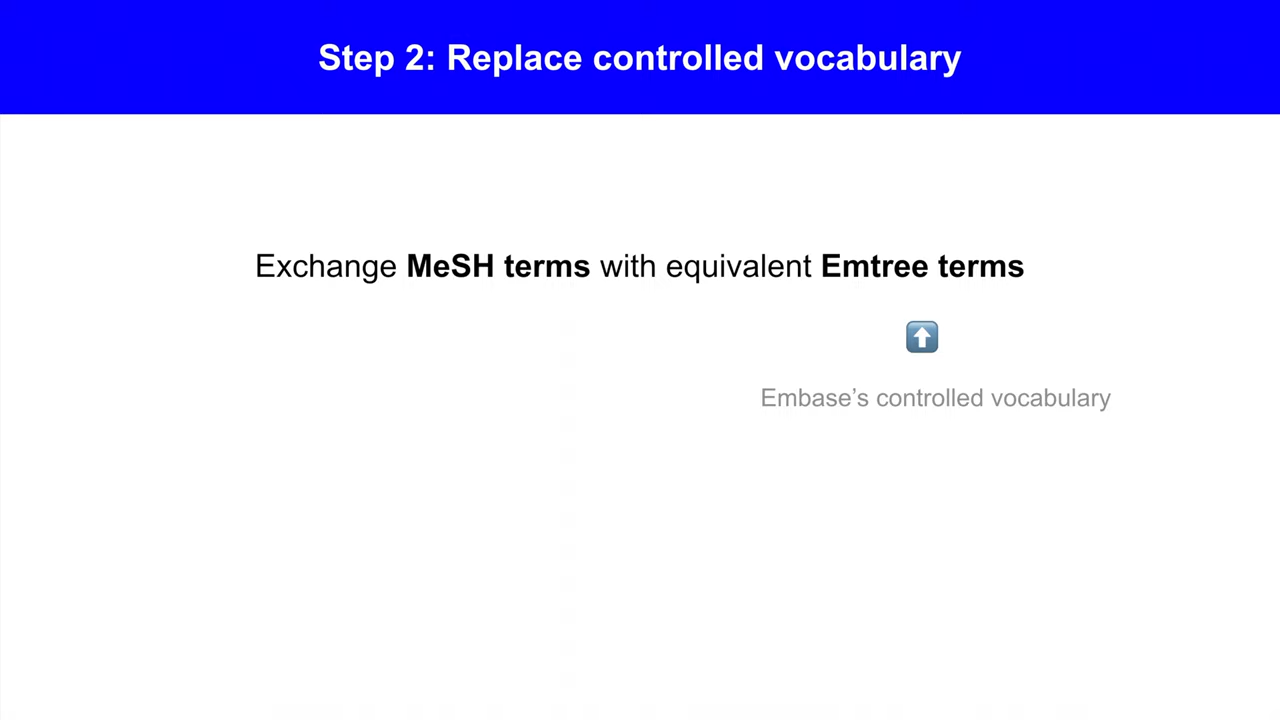 Step 2: Replace controlled vocabulary
Exchange MeSH terms with equivalent Emtree terms
Embase’s controlled vocabulary